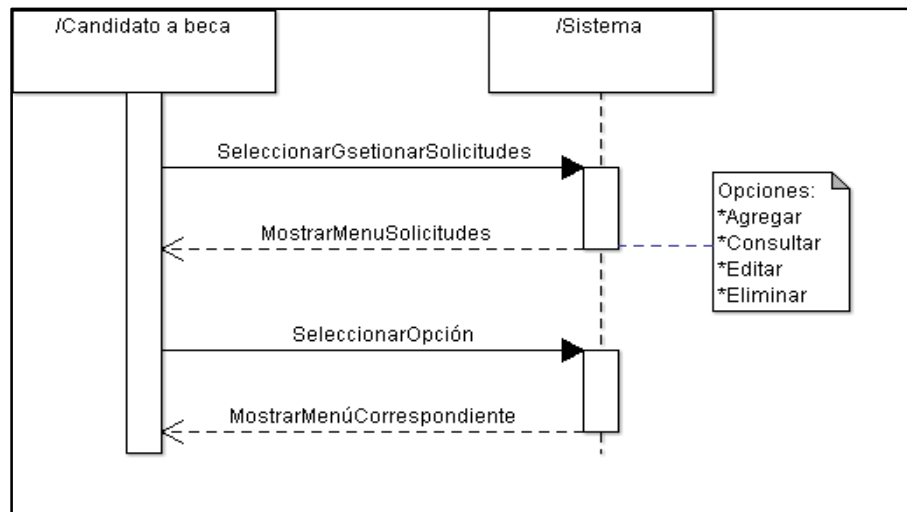 /Candidato a beca
/Sistema
SeleccionarGsetionarSolicitudes
MostrarMenuSolicitudes
Opciones:
*Agregar
*Consultar
*Editar
*Eliminar
SeleccionarOpción
MostrarMenúCorrespondiente